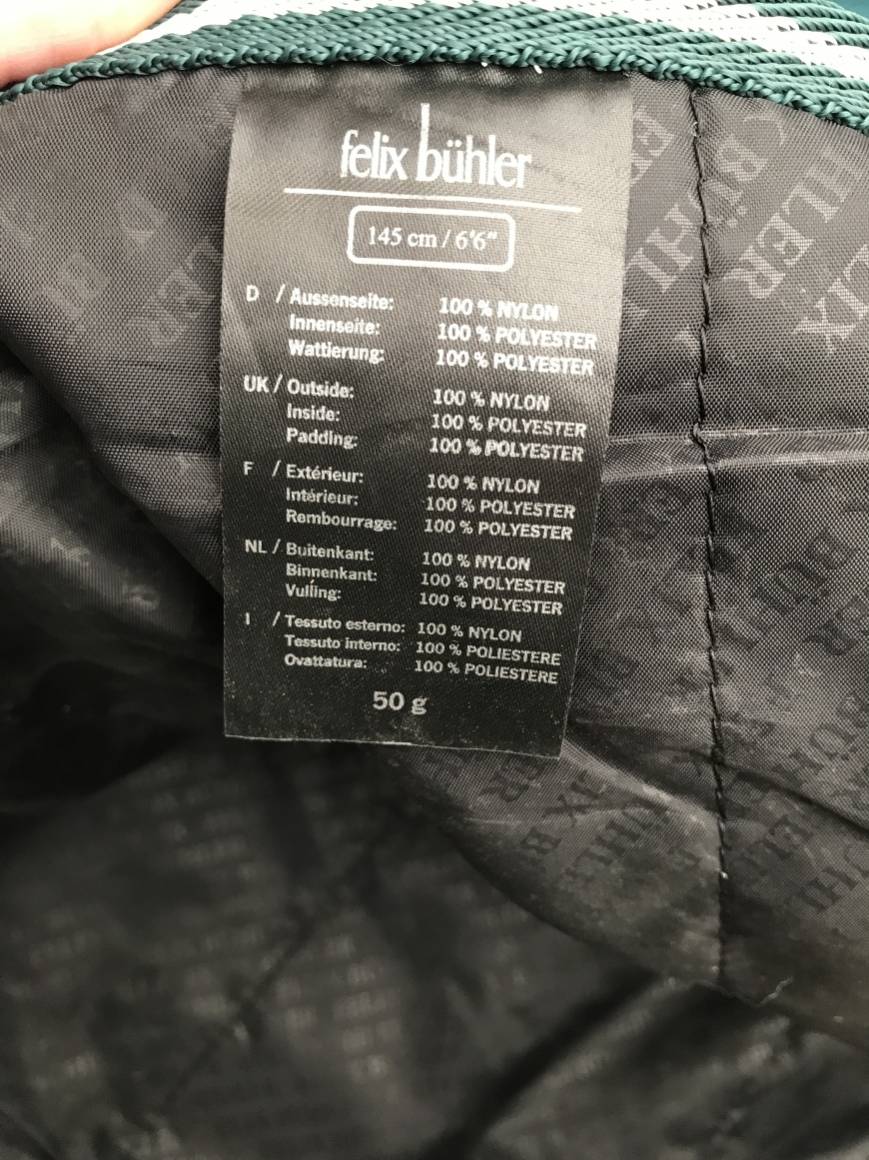 felix bühler
145 cm / 6'6"
D / Aussenseite: 100 % NYLON
Innenseite: 100 % POLYESTER
Wattierung: 100 % POLYESTER
UK / Outside: 100 % NYLON
Inside: 100 % POLYESTER
Padding: 100 % POLYESTER
F / Extérieur: 100 % NYLON
Intérieur: 100 % POLYESTER
Rembourrage: 100 % POLYESTER
NL / Buitenkant: 100 % NYLON
Binnenkant: 100 % POLYESTER
Vulling: 100 % POLYESTER
I / Tessuto esterno: 100 % NYLON
Tessuto interno: 100 % POLIESTERE
Ovattatura: 100 % POLIESTERE
50 g